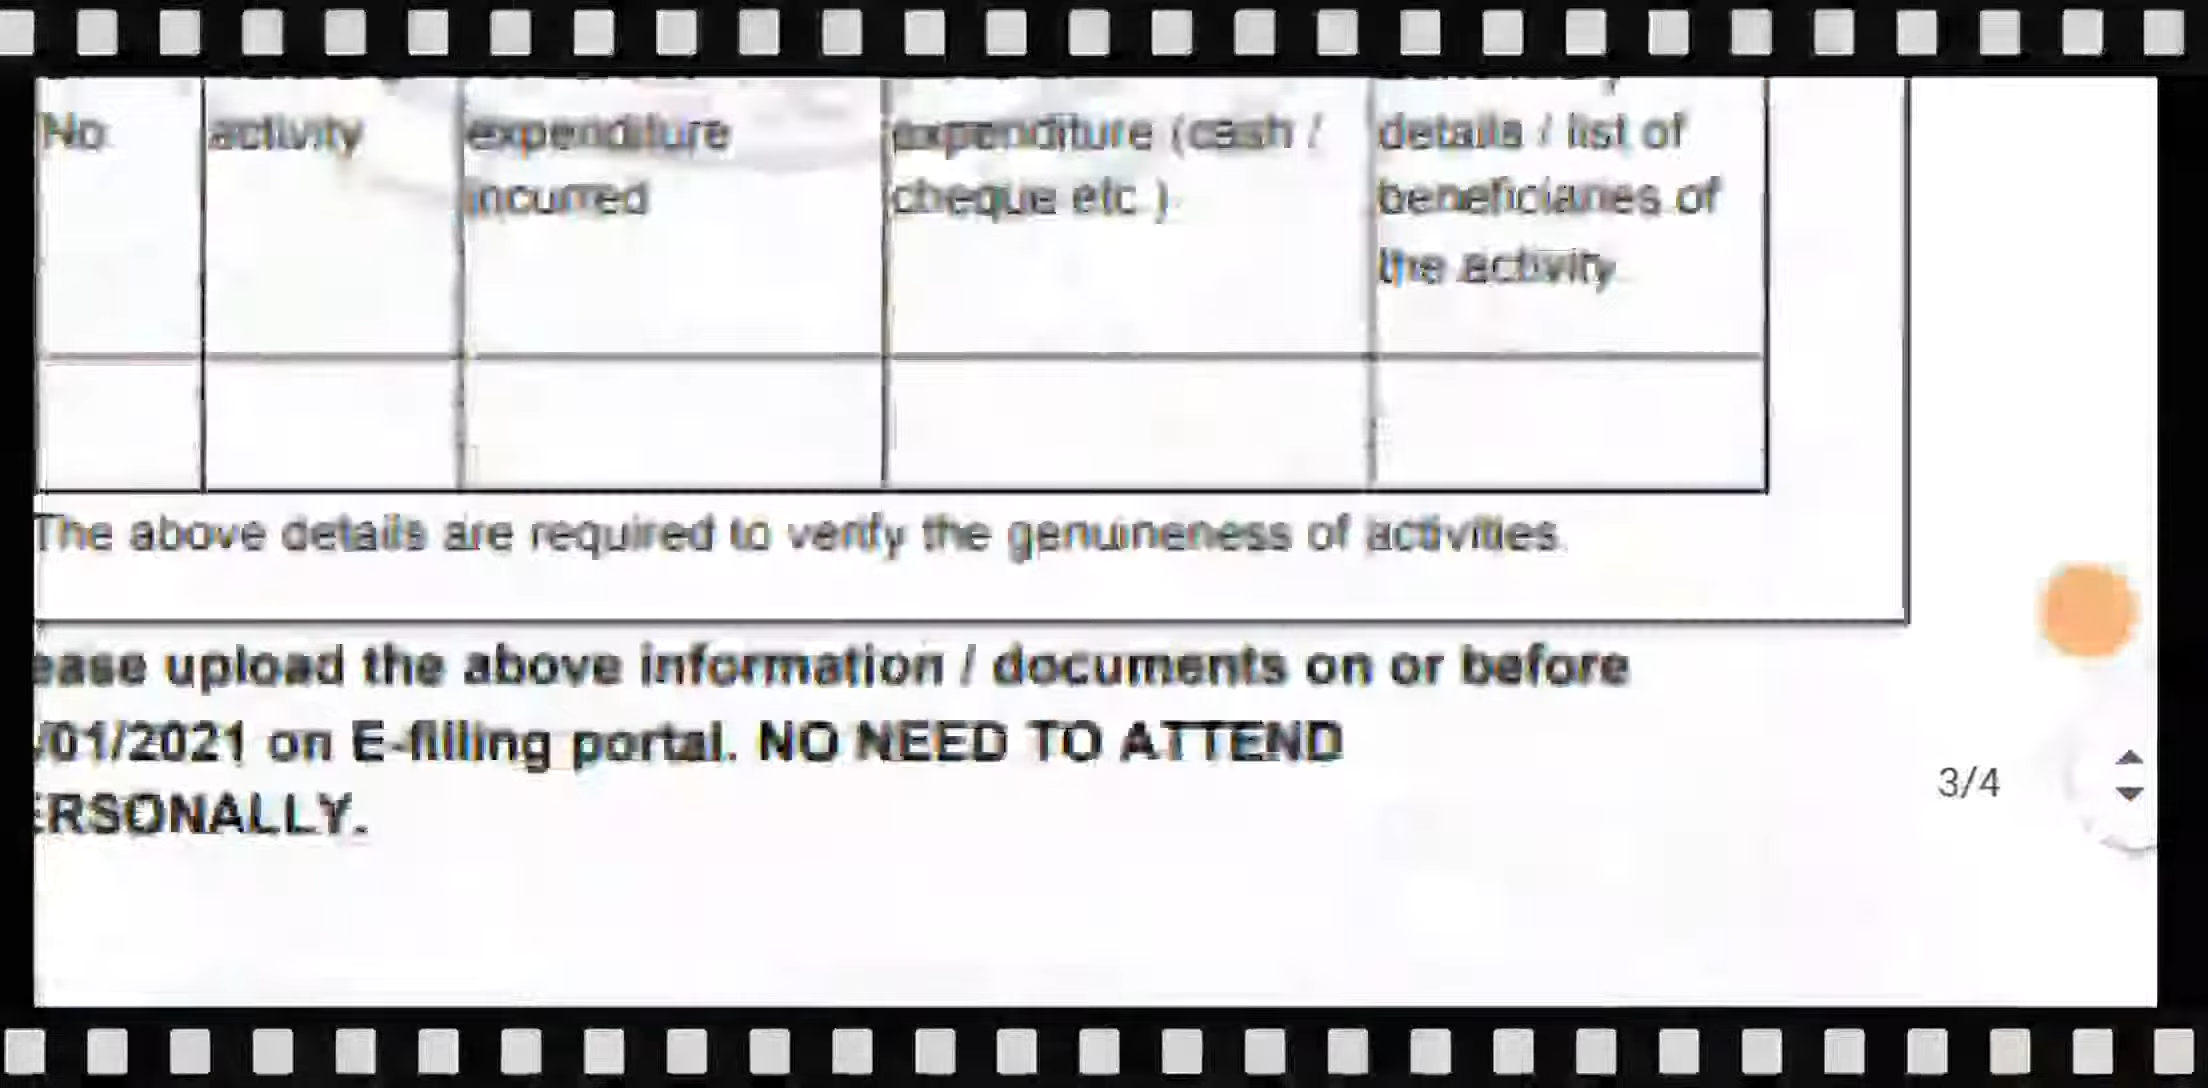 No activity expenditure expenditure (cash / details / list of
incurred cheque etc.) beneficiaries of
the activity.
The above details are required to verify the genuineness of activities.
ease upload the above information / documents on or before
/01/2021 on E-filling portal. NO NEED TO ATTEND
ERSONALLY.
3/4